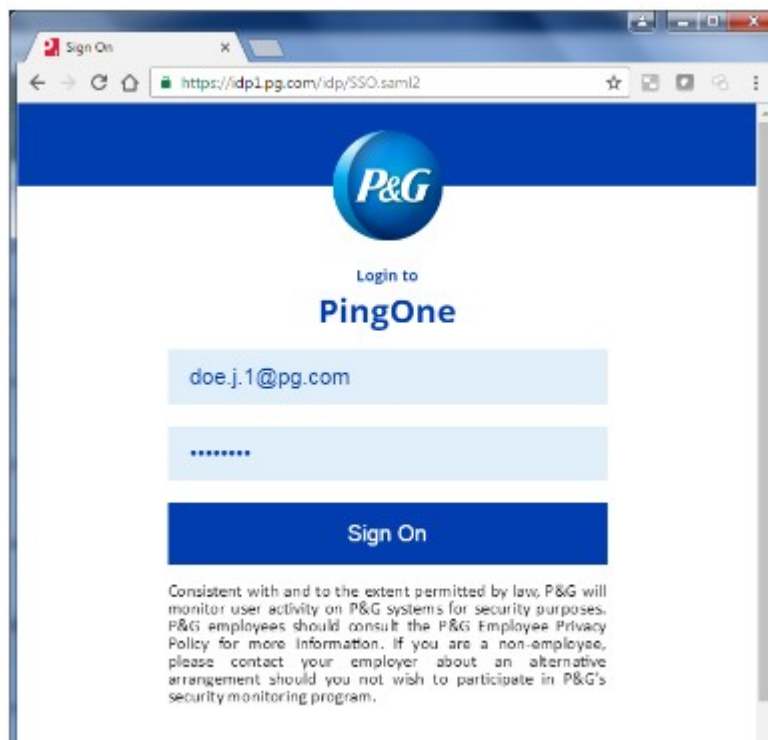 Sign On
https://idp1.pg.com/idp/SSO.saml2
P&G
Login to
PingOne
doe.j.1@pg.com
••••••••
Sign On
Consistent with and to the extent permitted by law, P&G will
monitor user activity on P&G systems for security purposes.
P&G employees should consult the P&G Employee Privacy
Policy for more Information. If you are a non-employee,
please contact your employer about an alternative
arrangement should you not wish to participate in P&G's
security monitoring program.